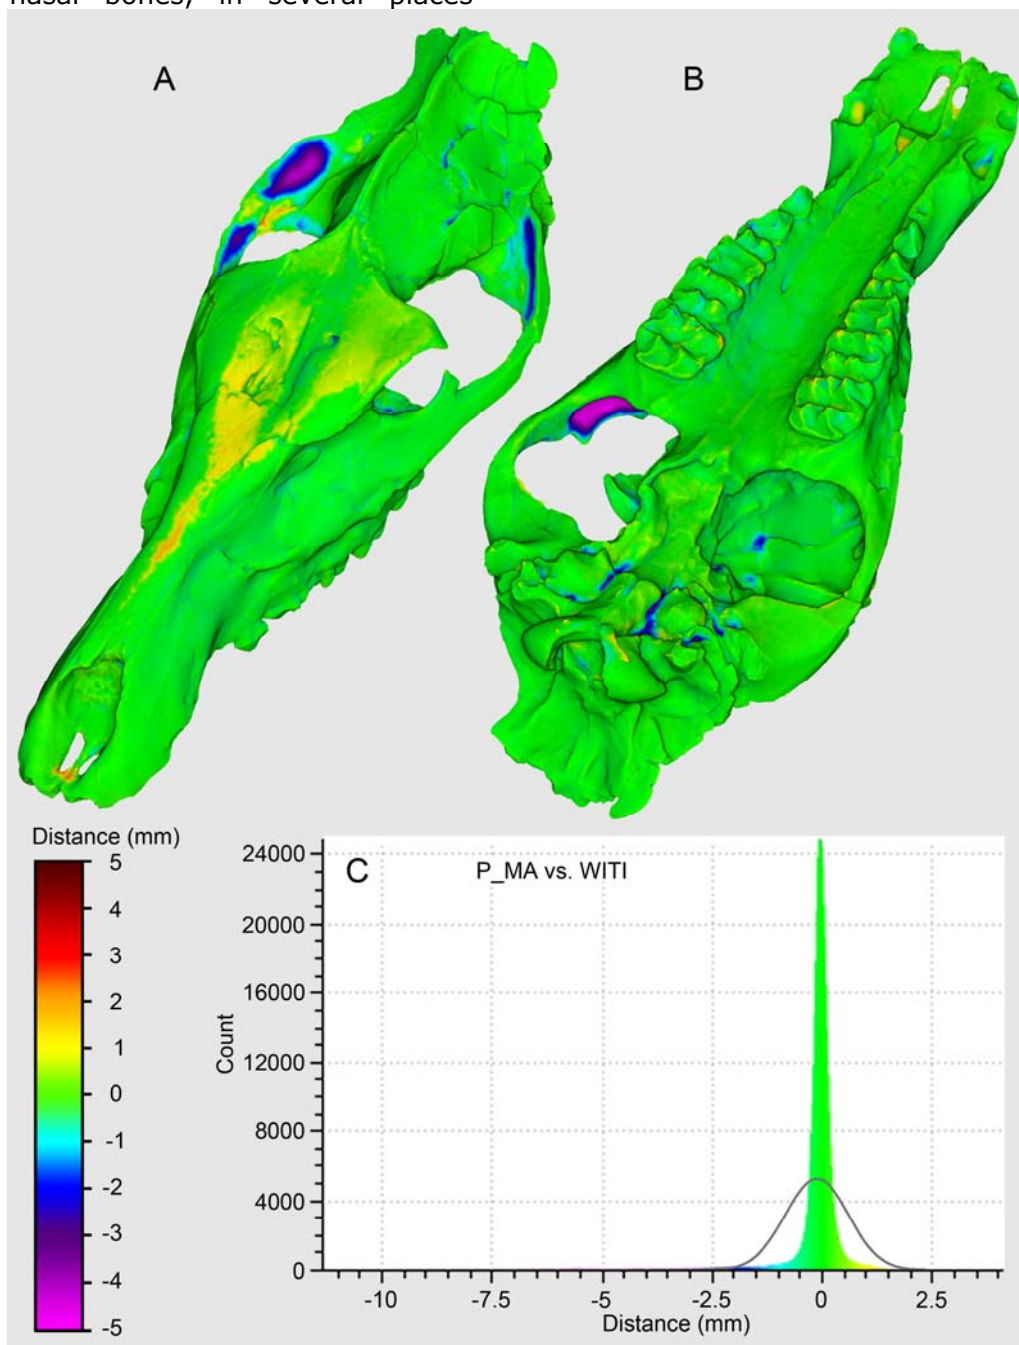 nasal bones, in several places
A
B
Distance (mm)
5
4
3
2
1
0
-1
-2
-3
-4
-5
C
P_MA vs. WITI
Count
24000
20000
16000
12000
8000
4000
0
-10 -7.5 -5 -2.5 0 2.5
Distance (mm)